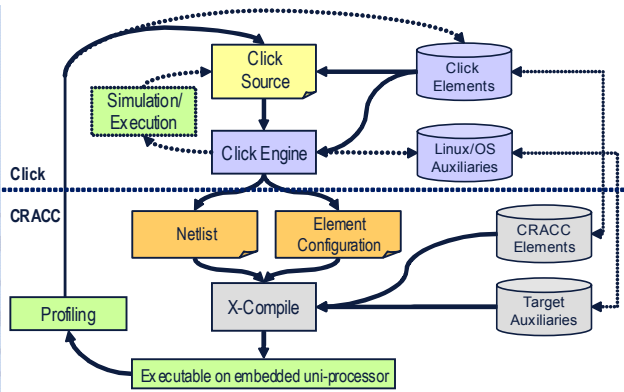 Click
Source
Click
Elements
Simulation/
Execution
Click Engine
Linux/OS
Auxiliaries
Click
CRACC
Netlist
Element
Configuration
CRACC
Elements
X-Compile
Target
Auxiliaries
Profiling
Executable on embedded uni-processor